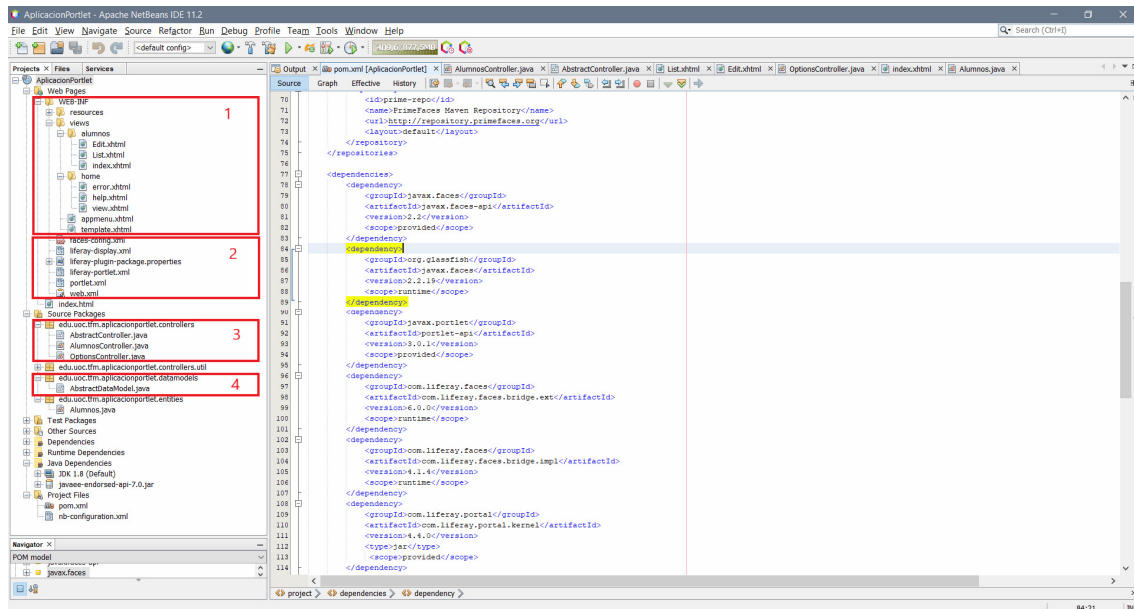 AplicacionPortlet - Apache NetBeans IDE 11.2
File Edit View Navigate Source Refactor Run Debug Profile Team Tools Window Help
Search (Ctrl+I)
<default config>
Projects Files Services
AplicacionPortlet
Web Pages
WEB-INF
1
resources
views
alumnos
Edit.xhtml
List.xhtml
index.xhtml
home
error.xhtml
help.xhtml
view.xhtml
appmenu.xhtml
template.xhtml
faces-config.xml
liferay-display.xml
2
liferay-plugin-package.properties
liferay-portlet.xml
portlet.xml
web.xml
index.html
Source Packages
edu.uoc.tfm.aplicacionportlet.controllers
AbstractController.java
3
AlumnosController.java
OptionsController.java
edu.uoc.tfm.aplicacionportlet.controllers.util
edu.uoc.tfm.aplicacionportlet.datamodels
4
AbstractDataModel.java
edu.uoc.tfm.aplicacionportlet.entities
Alumnos.java
Test Packages
Other Sources
Dependencies
Runtime Dependencies
Java Dependencies
JDK 1.8 (Default)
javaee-endorsed-api-7.0.jar
Project Files
pom.xml
nb-configuration.xml
Navigator
POM model
javax.faces
Output pom.xml [AplicacionPortlet] AlumnosController.java AbstractController.java List.xhtml Edit.xhtml OptionsController.java index.xhtml Alumnos.java
Source Graph Effective History
70 <id>prime-repo</id>
71 <name>PrimeFaces Maven Repository</name>
72 <url>http://repository.primefaces.org</url>
73 <layout>default</layout>
74 </repository>
75 </repositories>
76
77 <dependencies>
78 <dependency>
79 <groupId>javax.faces</groupId>
80 <artifactId>javax.faces-api</artifactId>
81 <version>2.2</version>
82 <scope>provided</scope>
83 </dependency>
84 <dependency>
85 <groupId>org.glassfish</groupId>
86 <artifactId>javax.faces</artifactId>
87 <version>2.2.19</version>
88 <scope>runtime</scope>
89 </dependency>
90 <dependency>
91 <groupId>javax.portlet</groupId>
92 <artifactId>portlet-api</artifactId>
93 <version>3.0.1</version>
94 <scope>provided</scope>
95 </dependency>
96 <dependency>
97 <groupId>com.liferay.faces</groupId>
98 <artifactId>com.liferay.faces.bridge.ext</artifactId>
99 <version>6.0.0</version>
100 <scope>runtime</scope>
101 </dependency>
102 <dependency>
103 <groupId>com.liferay.faces</groupId>
104 <artifactId>com.liferay.faces.bridge.impl</artifactId>
105 <version>4.1.4</version>
106 <scope>runtime</scope>
107 </dependency>
108 <dependency>
109 <groupId>com.liferay.portal</groupId>
110 <artifactId>com.liferay.portal.kernel</artifactId>
111 <version>4.4.0</version>
112 <type>jar</type>
113 <scope>provided</scope>
114 </dependency>
project dependencies dependency
84:21